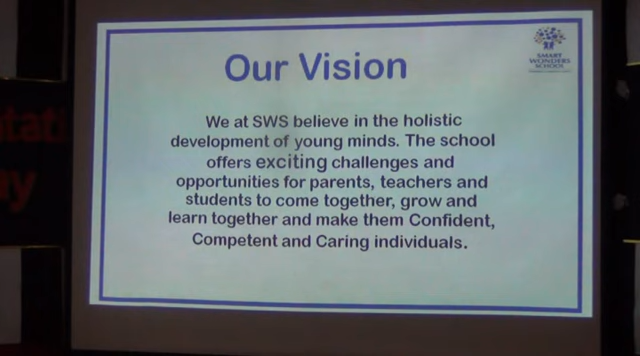 Our Vision
SMART
WONDERS
SCHOOL
We at SWS believe in the holistic
development of young minds. The school
offers exciting challenges and
opportunities for parents, teachers and
students to come together, grow and
learn together and make them Confident,
Competent and Caring individuals.